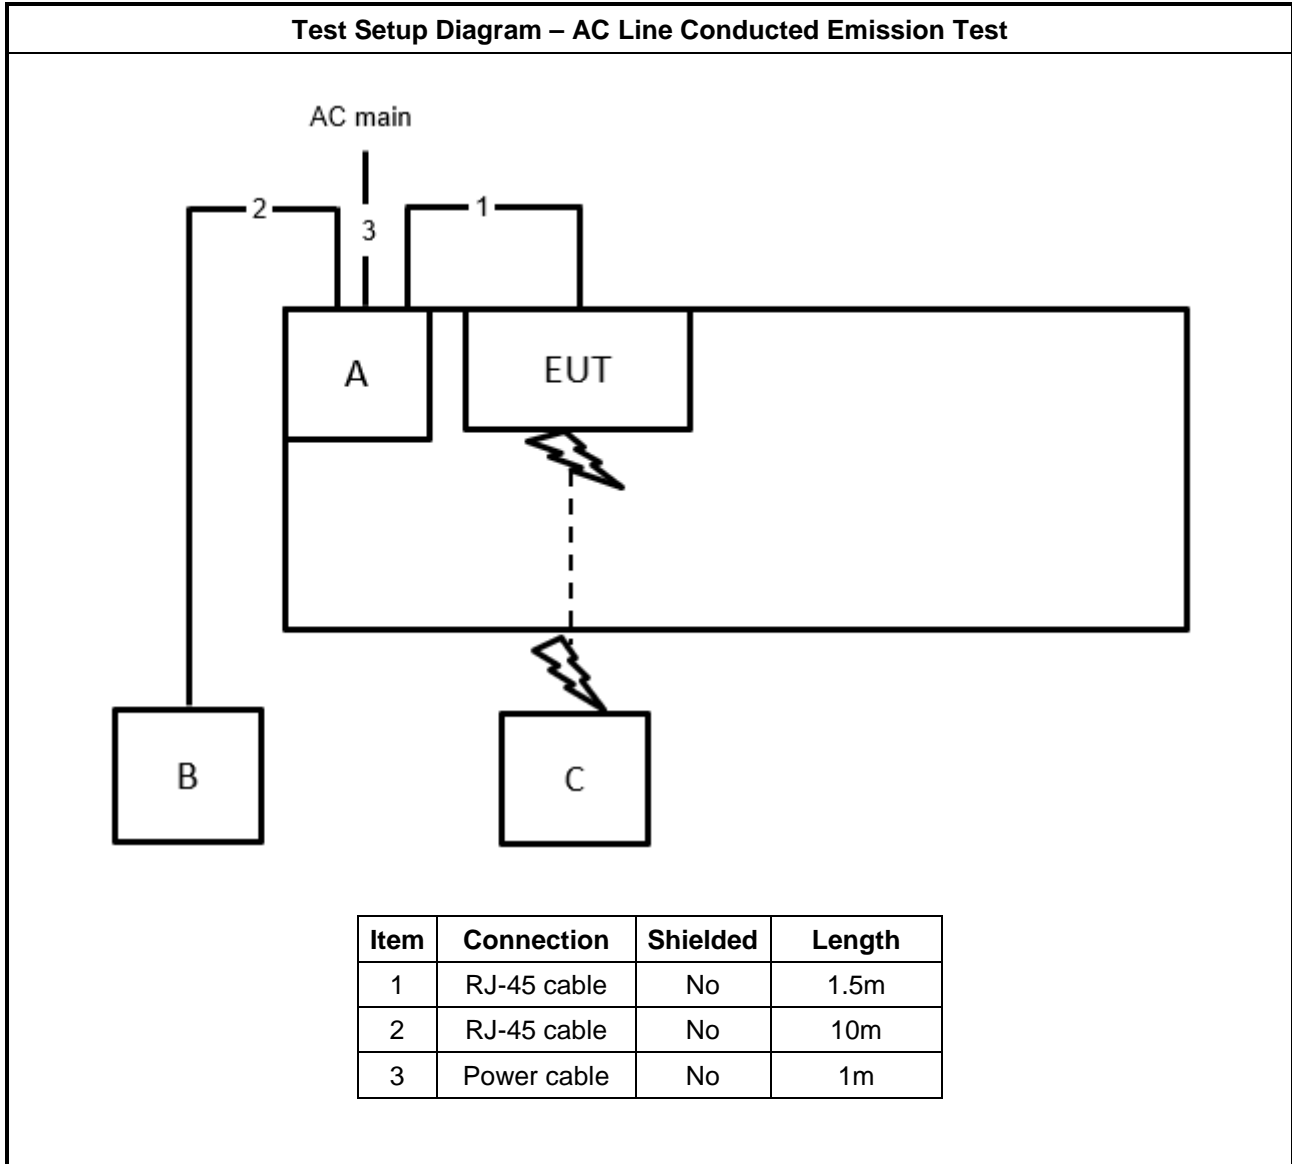 Test Setup Diagram – AC Line Conducted Emission Test
AC main
2
1
3
A
EUT
B
C
Item Connection Shielded Length
1 RJ-45 cable No 1.5m
2 RJ-45 cable No 10m
3 Power cable No 1m